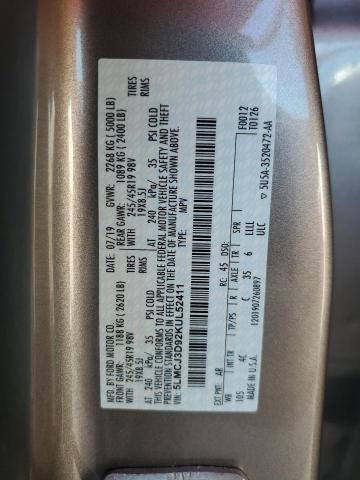 MFD. BY FORD MOTOR CO.
DATE: 07/19 GVWR: 2268 KG ( 5000 LB)
FRONT GAWR: 1188 KG ( 2620 LB) REAR GAWR: 1089 KG ( 2400 LB)
245/45R19 98V WITH 245/45R19 98V TIRES
19X8.5J 19X8.5J RIMS
AT 240 kPa/ 35 PSI COLD AT 240 kPa/ 35 PSI COLD
THIS VEHICLE CONFORMS TO ALL APPLICABLE FEDERAL MOTOR VEHICLE SAFETY AND THEFT
PREVENTION STANDARDS IN EFFECT ON THE DATE OF MANUFACTURE SHOWN ABOVE.
VIN: 5LMCJ3D92KUL52411 TYPE: MPV
F0012
T0126
EXT PNT: AR RC: 45 DSO:
WB INT TR TP/PS R AXLE TR SPR
105 4C C 35 6 LLLL
1201907260897 ULC
MADE IN U.S.A. 5U5A-3520472-AA